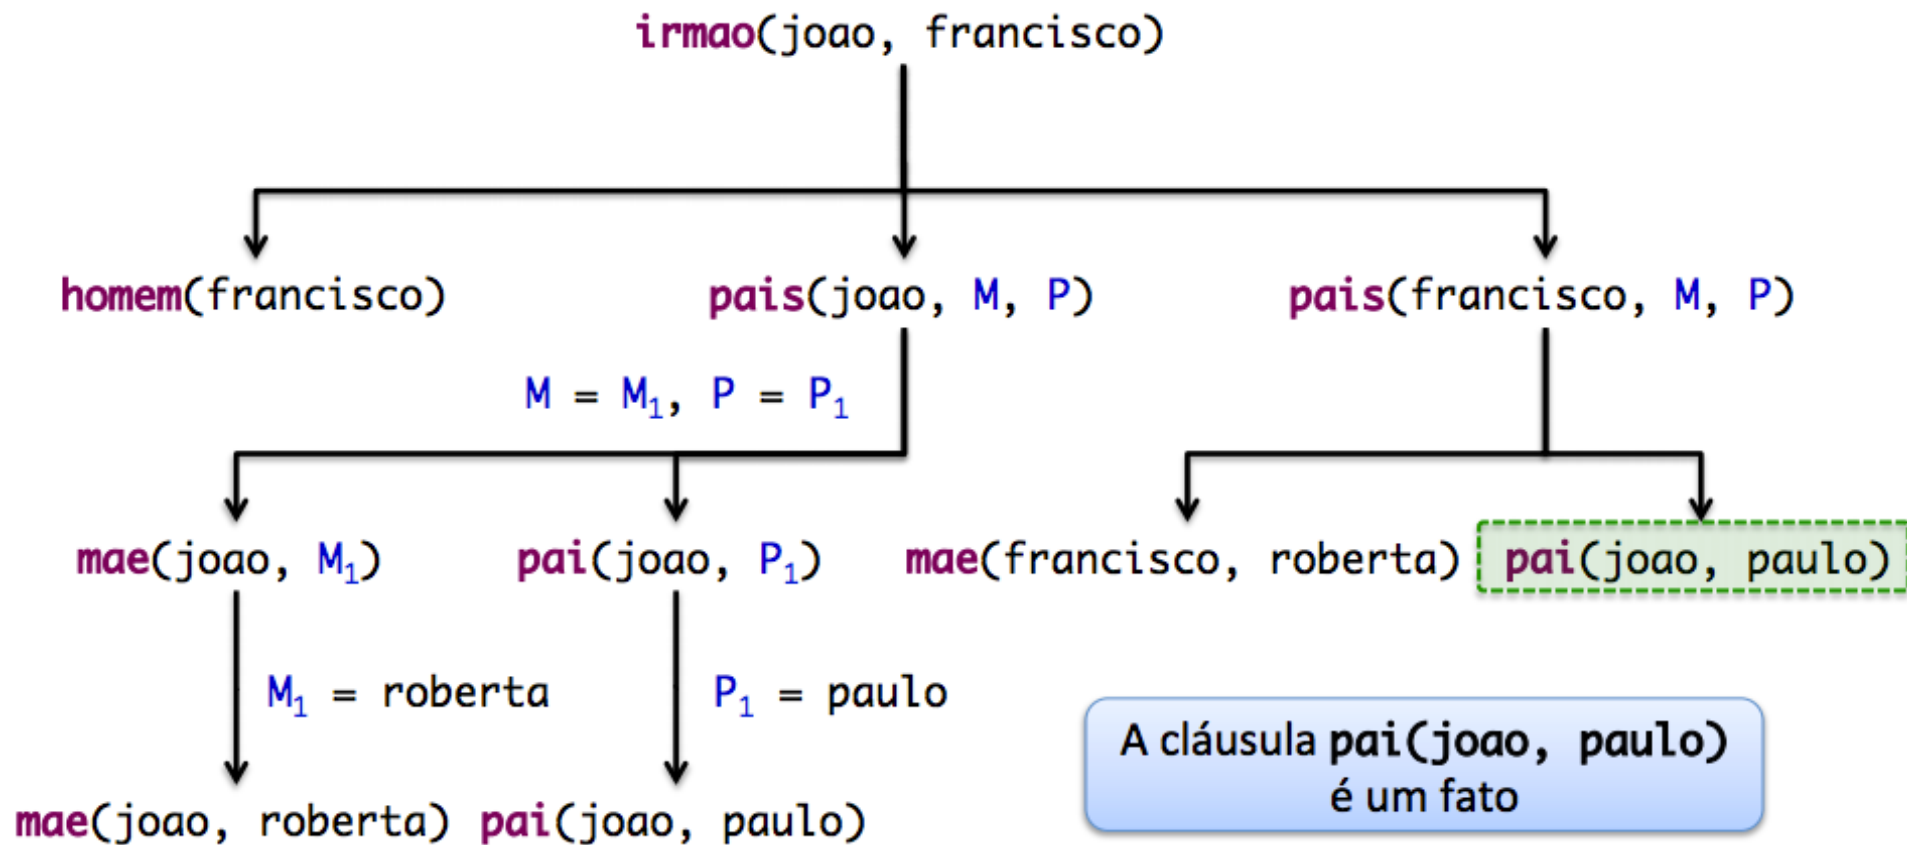 irmao(joao, francisco)
homem(francisco) pais(joao, M, P) pais(francisco, M, P)
M = M₁, P = P₁
mae(joao, M₁) pai(joao, P₁) mae(francisco, roberta) pai(joao, paulo)
M₁ = roberta P₁ = paulo
A cláusula pai(joao, paulo)
é um fato
mae(joao, roberta) pai(joao, paulo)